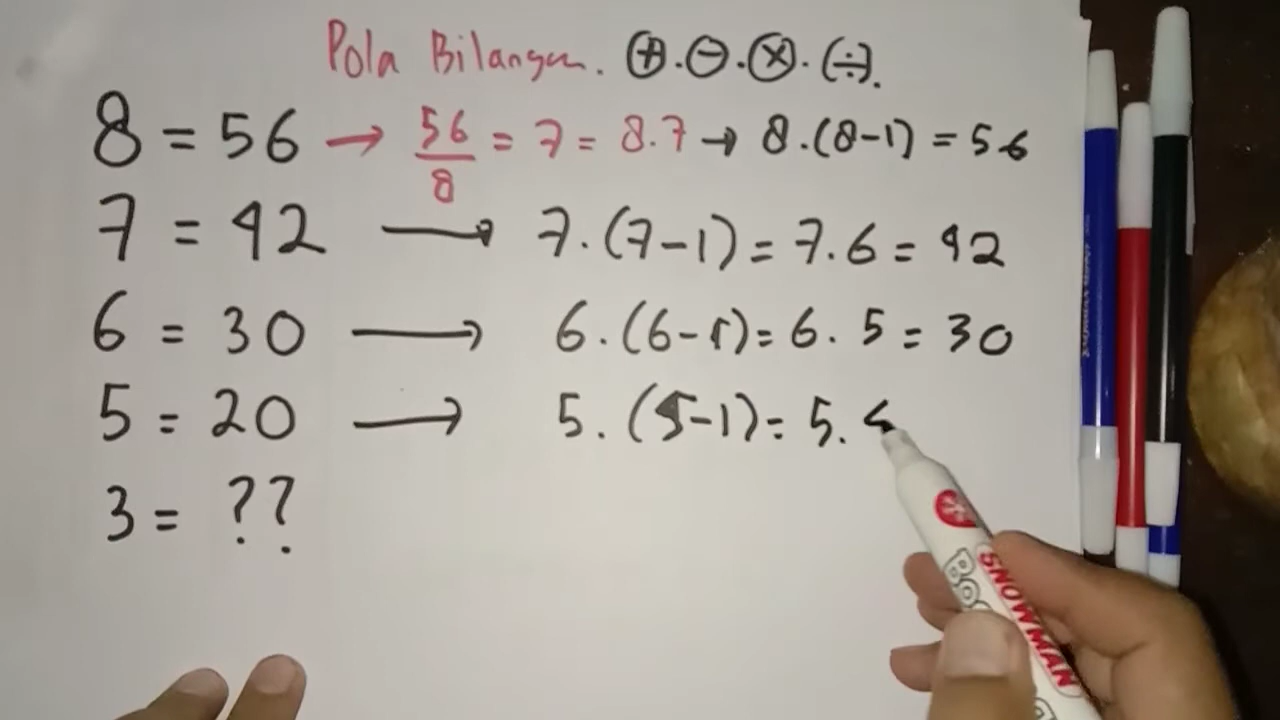 Pola Bilangan. (+).(-).(×).(÷).
8 = 56 → 56/8 = 7 = 8.7 → 8.(8-1) = 56
7 = 42 → 7.(7-1) = 7.6 = 42
6 = 30 → 6.(6-1) = 6.5 = 30
5 = 20 → 5.(5-1) = 5.
3 = ??
SNOWMAN